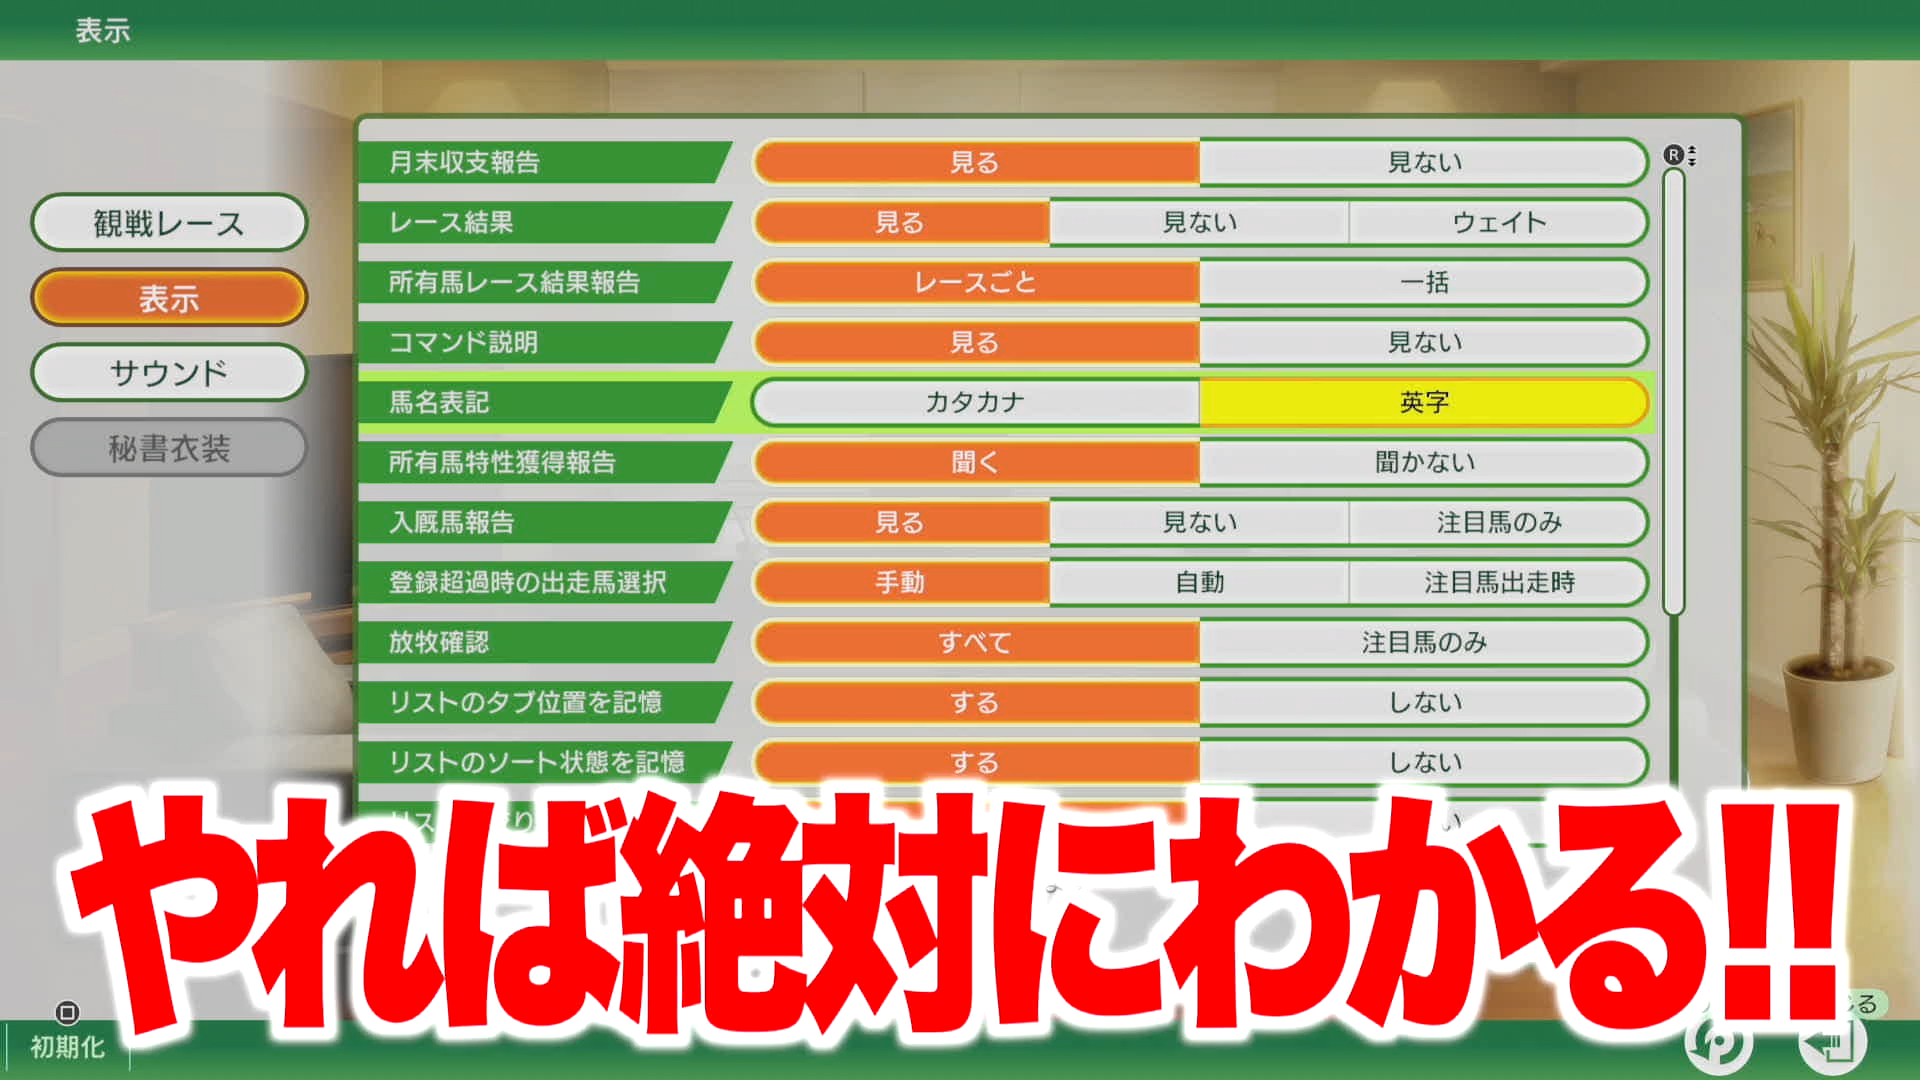 表示
観戦レース
表示
サウンド
秘書衣装
月末収支報告 見る 見ない
レース結果 見る 見ない ウェイト
所有馬レース結果報告 レースごと 一括
コマンド説明 見る 見ない
馬名表記 カタカナ 英字
所有馬特性獲得報告 聞く 聞かない
入厩馬報告 見る 見ない 注目馬のみ
登録超過時の出走馬選択 手動 自動 注目馬出走時
放牧確認 すべて 注目馬のみ
リストのタブ位置を記憶 する しない
リストのソート状態を記憶 する しない
R
やれば絶対にわかる!!
初期化